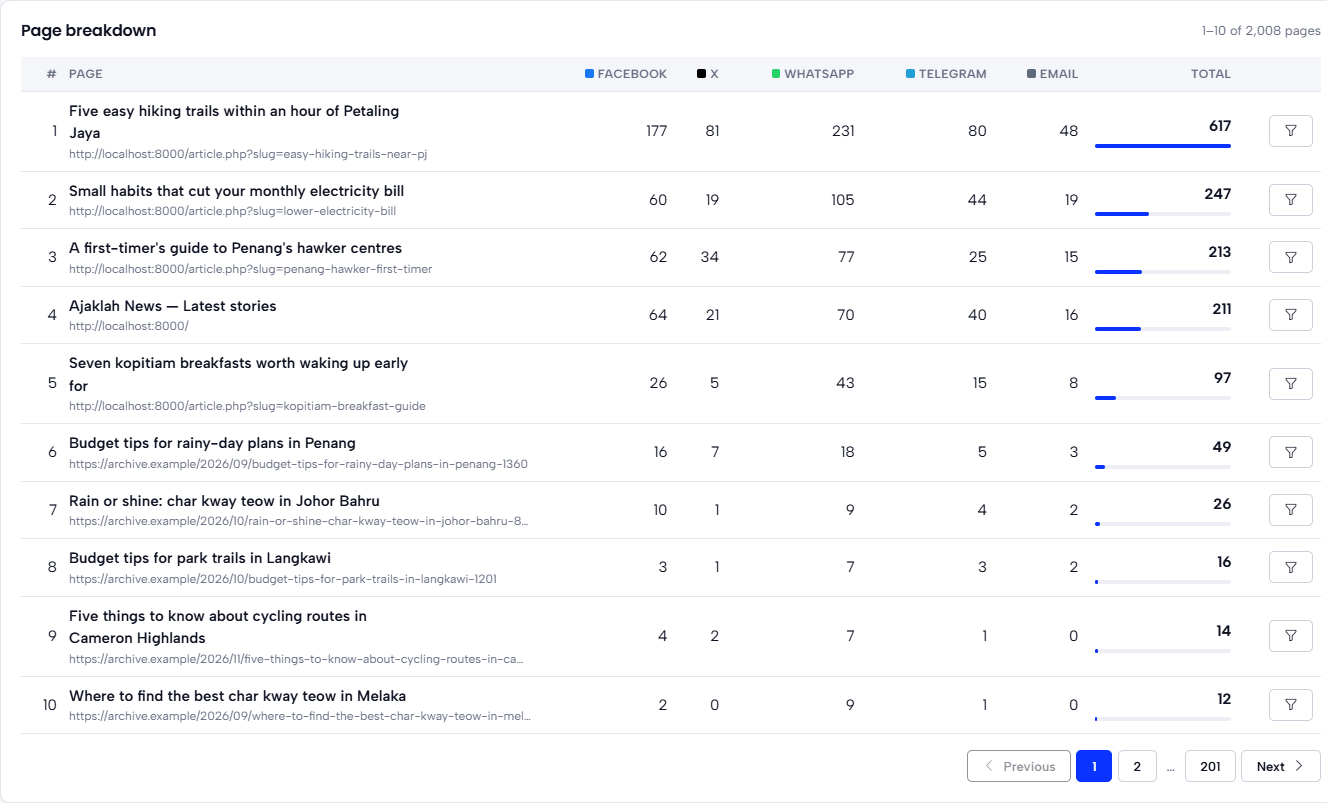 Page breakdown
1–10 of 2,008 pages
# PAGE FACEBOOK X WHATSAPP TELEGRAM EMAIL TOTAL
Five easy hiking trails within an hour of Petaling
Jaya
1 177 81 231 80 48 617
http://localhost:8000/article.php?slug=easy-hiking-trails-near-pj
Small habits that cut your monthly electricity bill
2 60 19 105 44 19 247
http://localhost:8000/article.php?slug=lower-electricity-bill
A first-timer's guide to Penang's hawker centres
3 62 34 77 25 15 213
http://localhost:8000/article.php?slug=penang-hawker-first-timer
Ajaklah News — Latest stories
4 64 21 70 40 16 211
http://localhost:8000/
Seven kopitiam breakfasts worth waking up early
for
5 26 5 43 15 8 97
http://localhost:8000/article.php?slug=kopitiam-breakfast-guide
Budget tips for rainy-day plans in Penang
6 16 7 18 5 3 49
https://archive.example/2026/09/budget-tips-for-rainy-day-plans-in-penang-1360
Rain or shine: char kway teow in Johor Bahru
7 10 1 9 4 2 26
https://archive.example/2026/10/rain-or-shine-char-kway-teow-in-johor-bahru-8...
Budget tips for park trails in Langkawi
8 3 1 7 3 2 16
https://archive.example/2026/10/budget-tips-for-park-trails-in-langkawi-1201
Five things to know about cycling routes in
Cameron Highlands
9 4 2 7 1 0 14
https://archive.example/2026/11/five-things-to-know-about-cycling-routes-in-ca...
Where to find the best char kway teow in Melaka
10 2 0 9 1 0 12
https://archive.example/2026/09/where-to-find-the-best-char-kway-teow-in-mel...
Previous 1 2 ... 201 Next